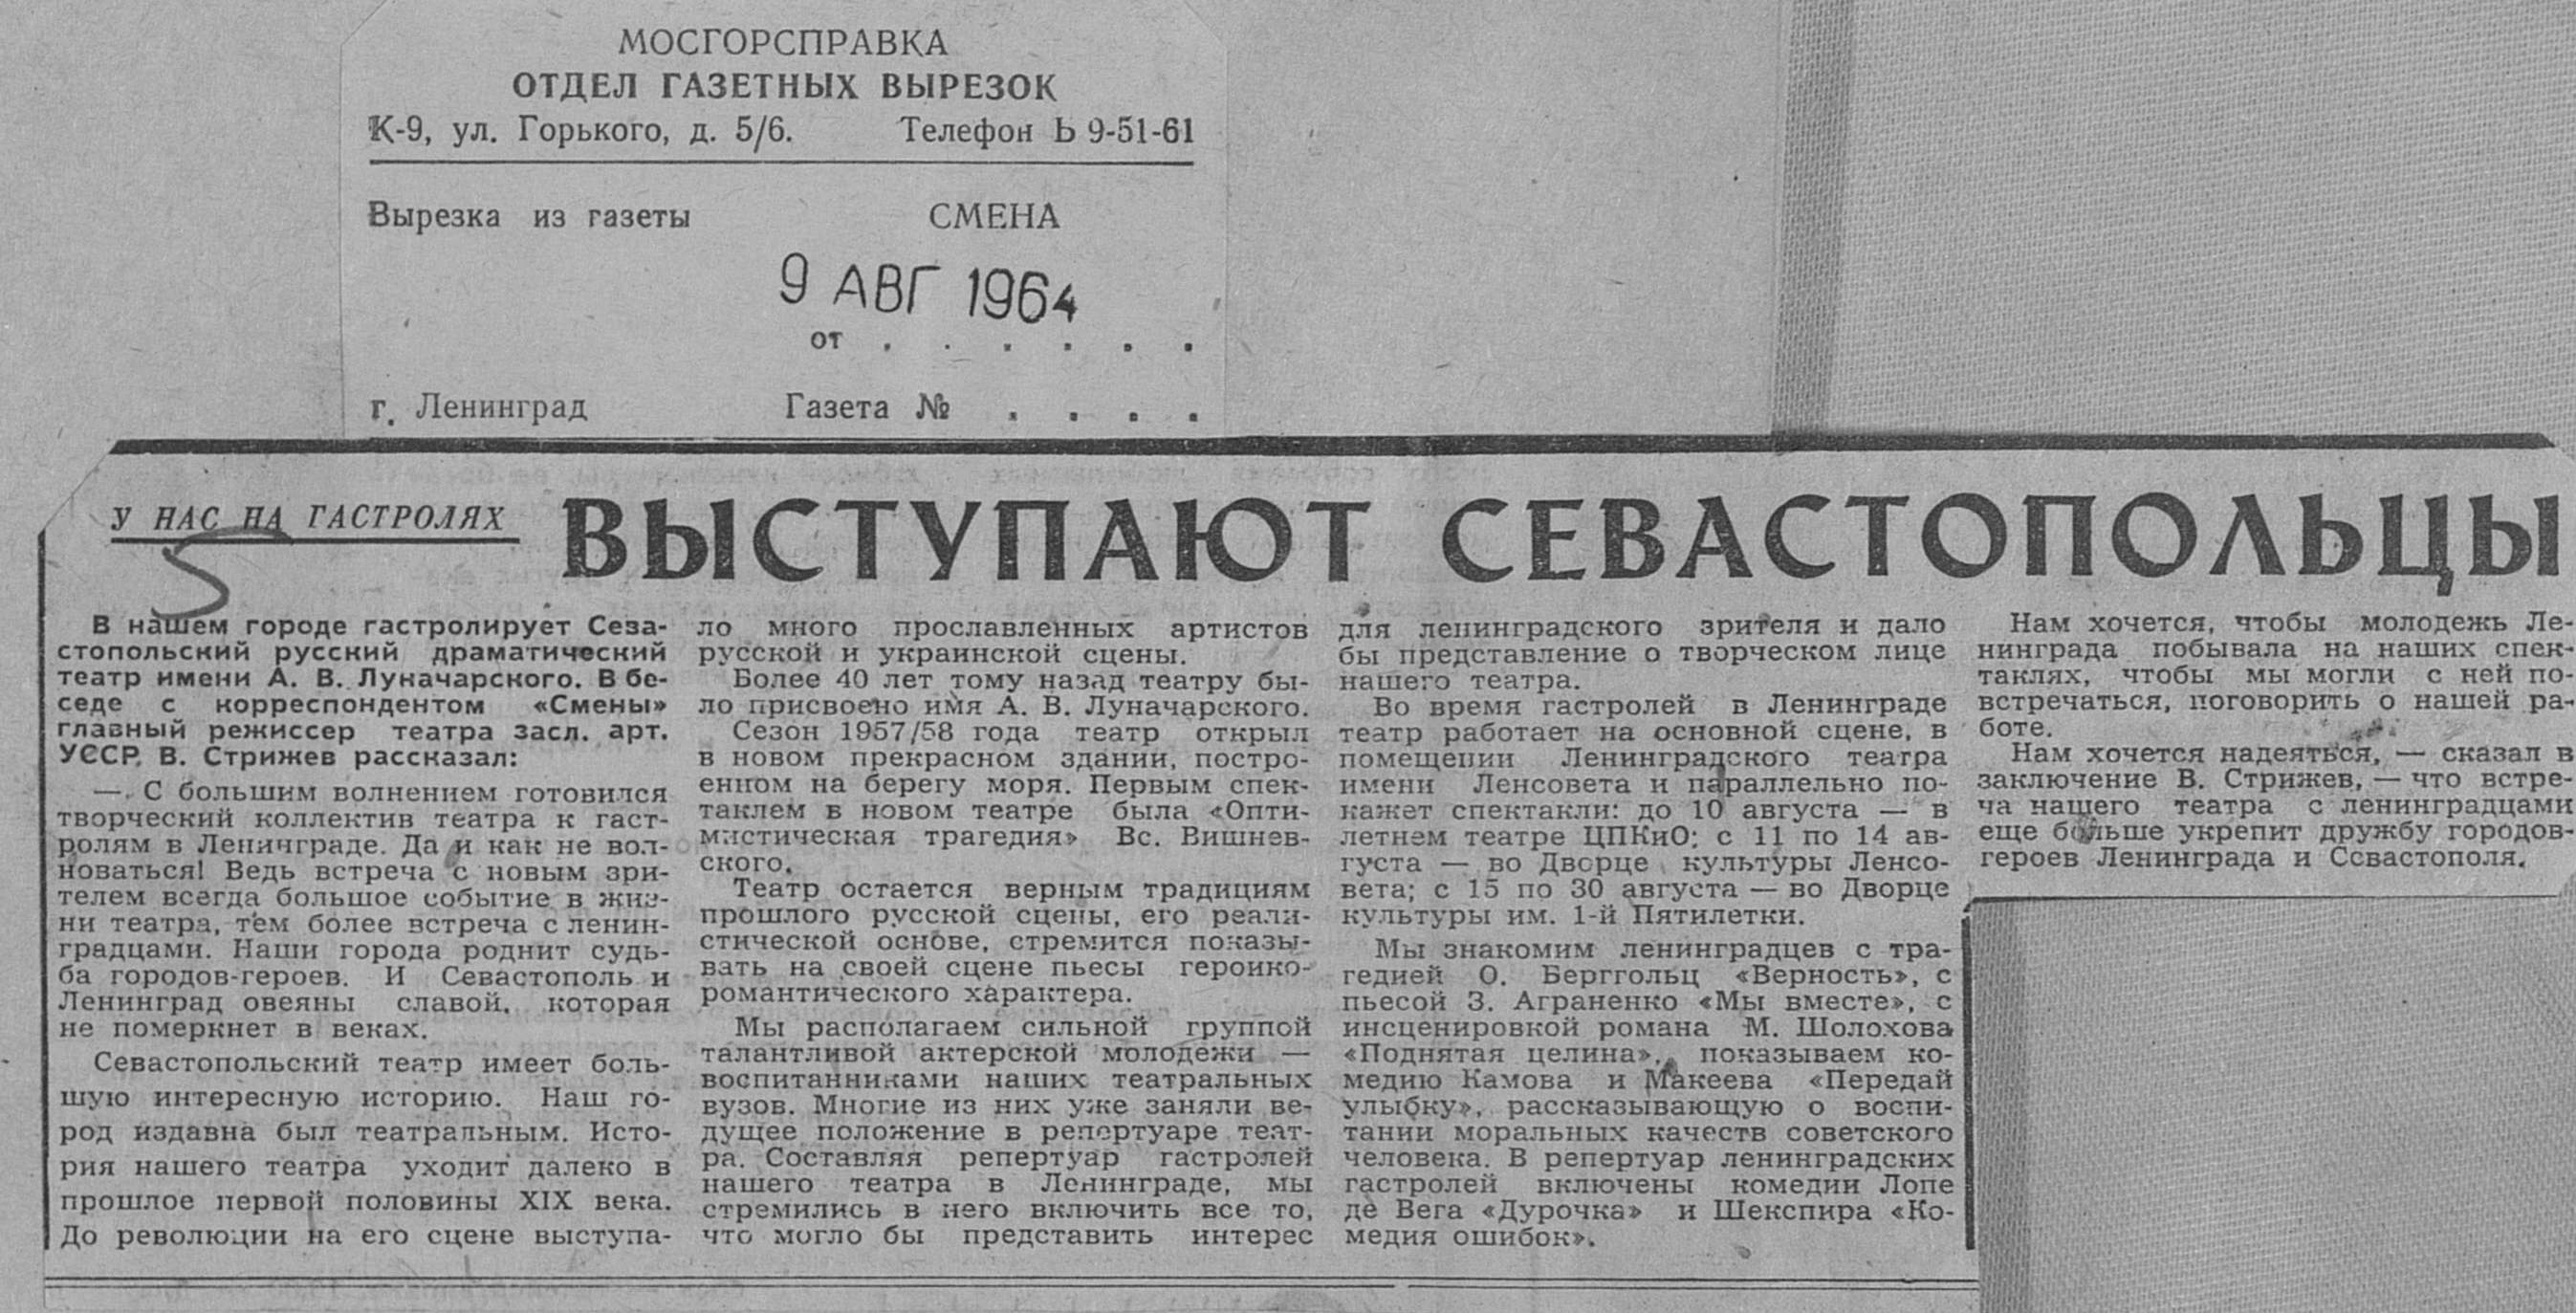 МОСГОРСПРАВКА
ОТДЕЛ ГАЗЕТНЫХ ВЫРЕЗОК
К-9, ул. Горького, д. 5/6. Телефон Ь 9-51-61
Вырезка из газеты СМЕНА
9 АВГ 1964
от . . . . . .
г. Ленинград Газета № . . . .
У НАС НА ГАСТРОЛЯХ
ВЫСТУПАЮТ СЕВАСТОПОЛЬЦЫ
В нашем городе гастролирует Сева-
стопольский русский драматический
театр имени А. В. Луначарского. В бе-
седе с корреспондентом «Смены»
главный режиссер театра засл. арт.
УССР В. Стрижев рассказал:
— С большим волнением готовился
творческий коллектив театра к гаст-
ролям в Ленинграде. Да и как не вол-
новаться! Ведь встреча с новым зри-
телем всегда большое событие в жиз-
ни театра, тем более встреча с ленин-
градцами. Наши города роднит судь-
ба городов-героев. И Севастополь и
Ленинград овеяны славой, которая
не померкнет в веках.
Севастопольский театр имеет боль-
шую интересную историю. Наш го-
род издавна был театральным. Исто-
рия нашего театра уходит далеко в
прошлое первой половины XIX века.
До революции на его сцене выступа-
ло много прославленных артистов
русской и украинской сцены.
Более 40 лет тому назад театру бы-
ло присвоено имя А. В. Луначарского.
Сезон 1957/58 года театр открыл
в новом прекрасном здании, постро-
енном на берегу моря. Первым спек-
таклем в новом театре была «Опти-
мистическая трагедия» Вс. Вишнев-
ского.
Театр остается верным традициям
прошлого русской сцены, его реали-
стической основе, стремится показы-
вать на своей сцене пьесы героико-
романтического характера.
Мы располагаем сильной группой
талантливой актерской молодежи —
воспитанниками наших театральных
вузов. Многие из них уже заняли ве-
дущее положение в репертуаре теат-
ра. Составляя репертуар гастролей
нашего театра в Ленинграде, мы
стремились в него включить все то,
что могло бы представить интерес
для ленинградского зрителя и дало
бы представление о творческом лице
нашего театра.
Во время гастролей в Ленинграде
театр работает на основной сцене, в
помещении Ленинградского театра
имени Ленсовета и параллельно по-
кажет спектакли: до 10 августа — в
летнем театре ЦПКиО; с 11 по 14 ав-
густа — во Дворце культуры Ленсо-
вета; с 15 по 30 августа — во Дворце
культуры им. 1-й Пятилетки.
Мы знакомим ленинградцев с тра-
гедией О. Берггольц «Верность», с
пьесой З. Аграненко «Мы вместе», с
инсценировкой романа М. Шолохова
«Поднятая целина», показываем ко-
медию Камова и Макеева «Передай
улыбку», рассказывающую о воспи-
тании моральных качеств советского
человека. В репертуар ленинградских
гастролей включены комедии Лопе
де Вега «Дурочка» и Шекспира «Ко-
медия ошибок».
Нам хочется, чтобы молодежь Ле-
нинграда побывала на наших спек-
таклях, чтобы мы могли с ней по-
встречаться, поговорить о нашей ра-
боте.
Нам хочется надеяться, — сказал в
заключение В. Стрижев, — что встре-
ча нашего театра с ленинградцами
еще больше укрепит дружбу городов-
героев Ленинграда и Севастополя.